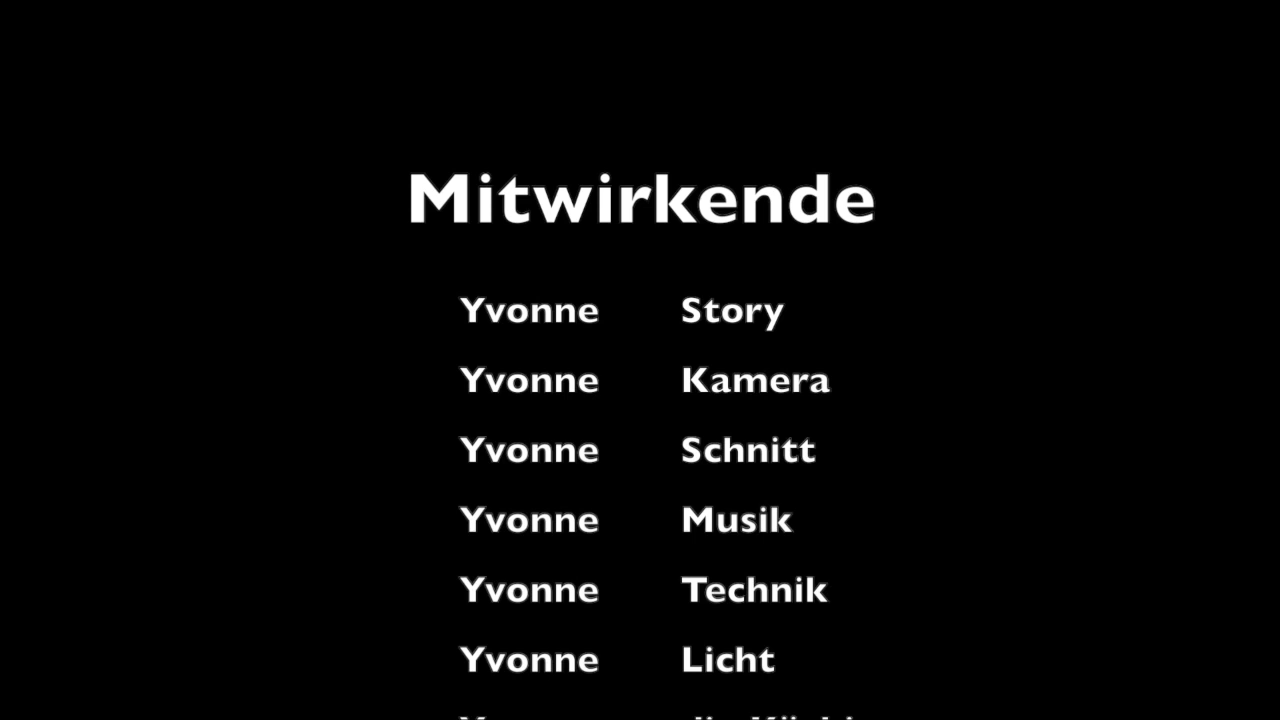 Mitwirkende
Yvonne Story
Yvonne Kamera
Yvonne Schnitt
Yvonne Musik
Yvonne Technik
Yvonne Licht